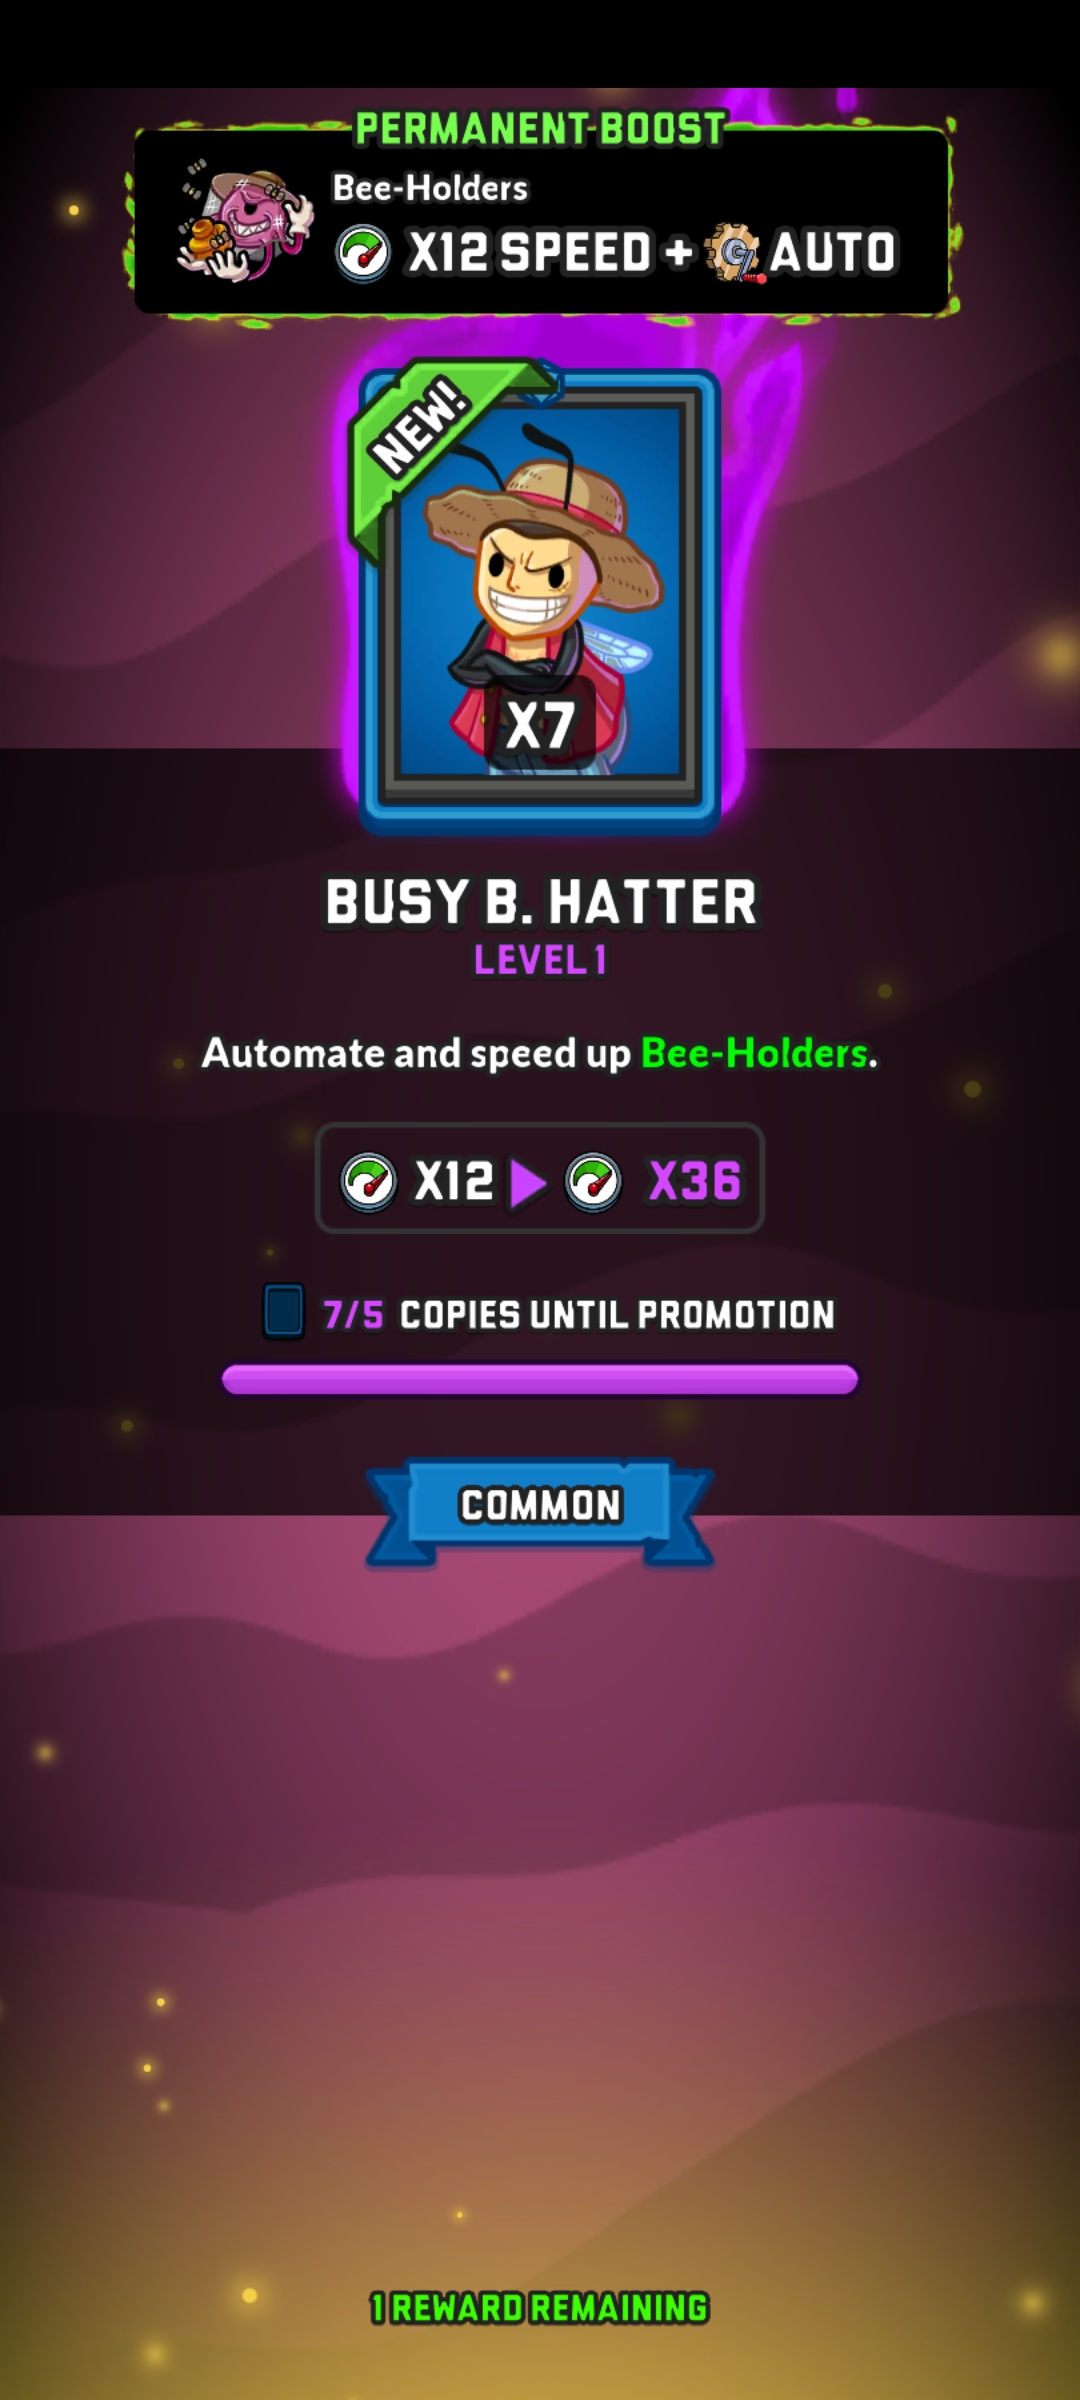 PERMANENT BOOST
Bee-Holders
X12 SPEED + AUTO
NEW!
X7
BUSY B. HATTER
LEVEL 1
Automate and speed up Bee-Holders.
X12 X36
7/5 COPIES UNTIL PROMOTION
COMMON
1 REWARD REMAINING